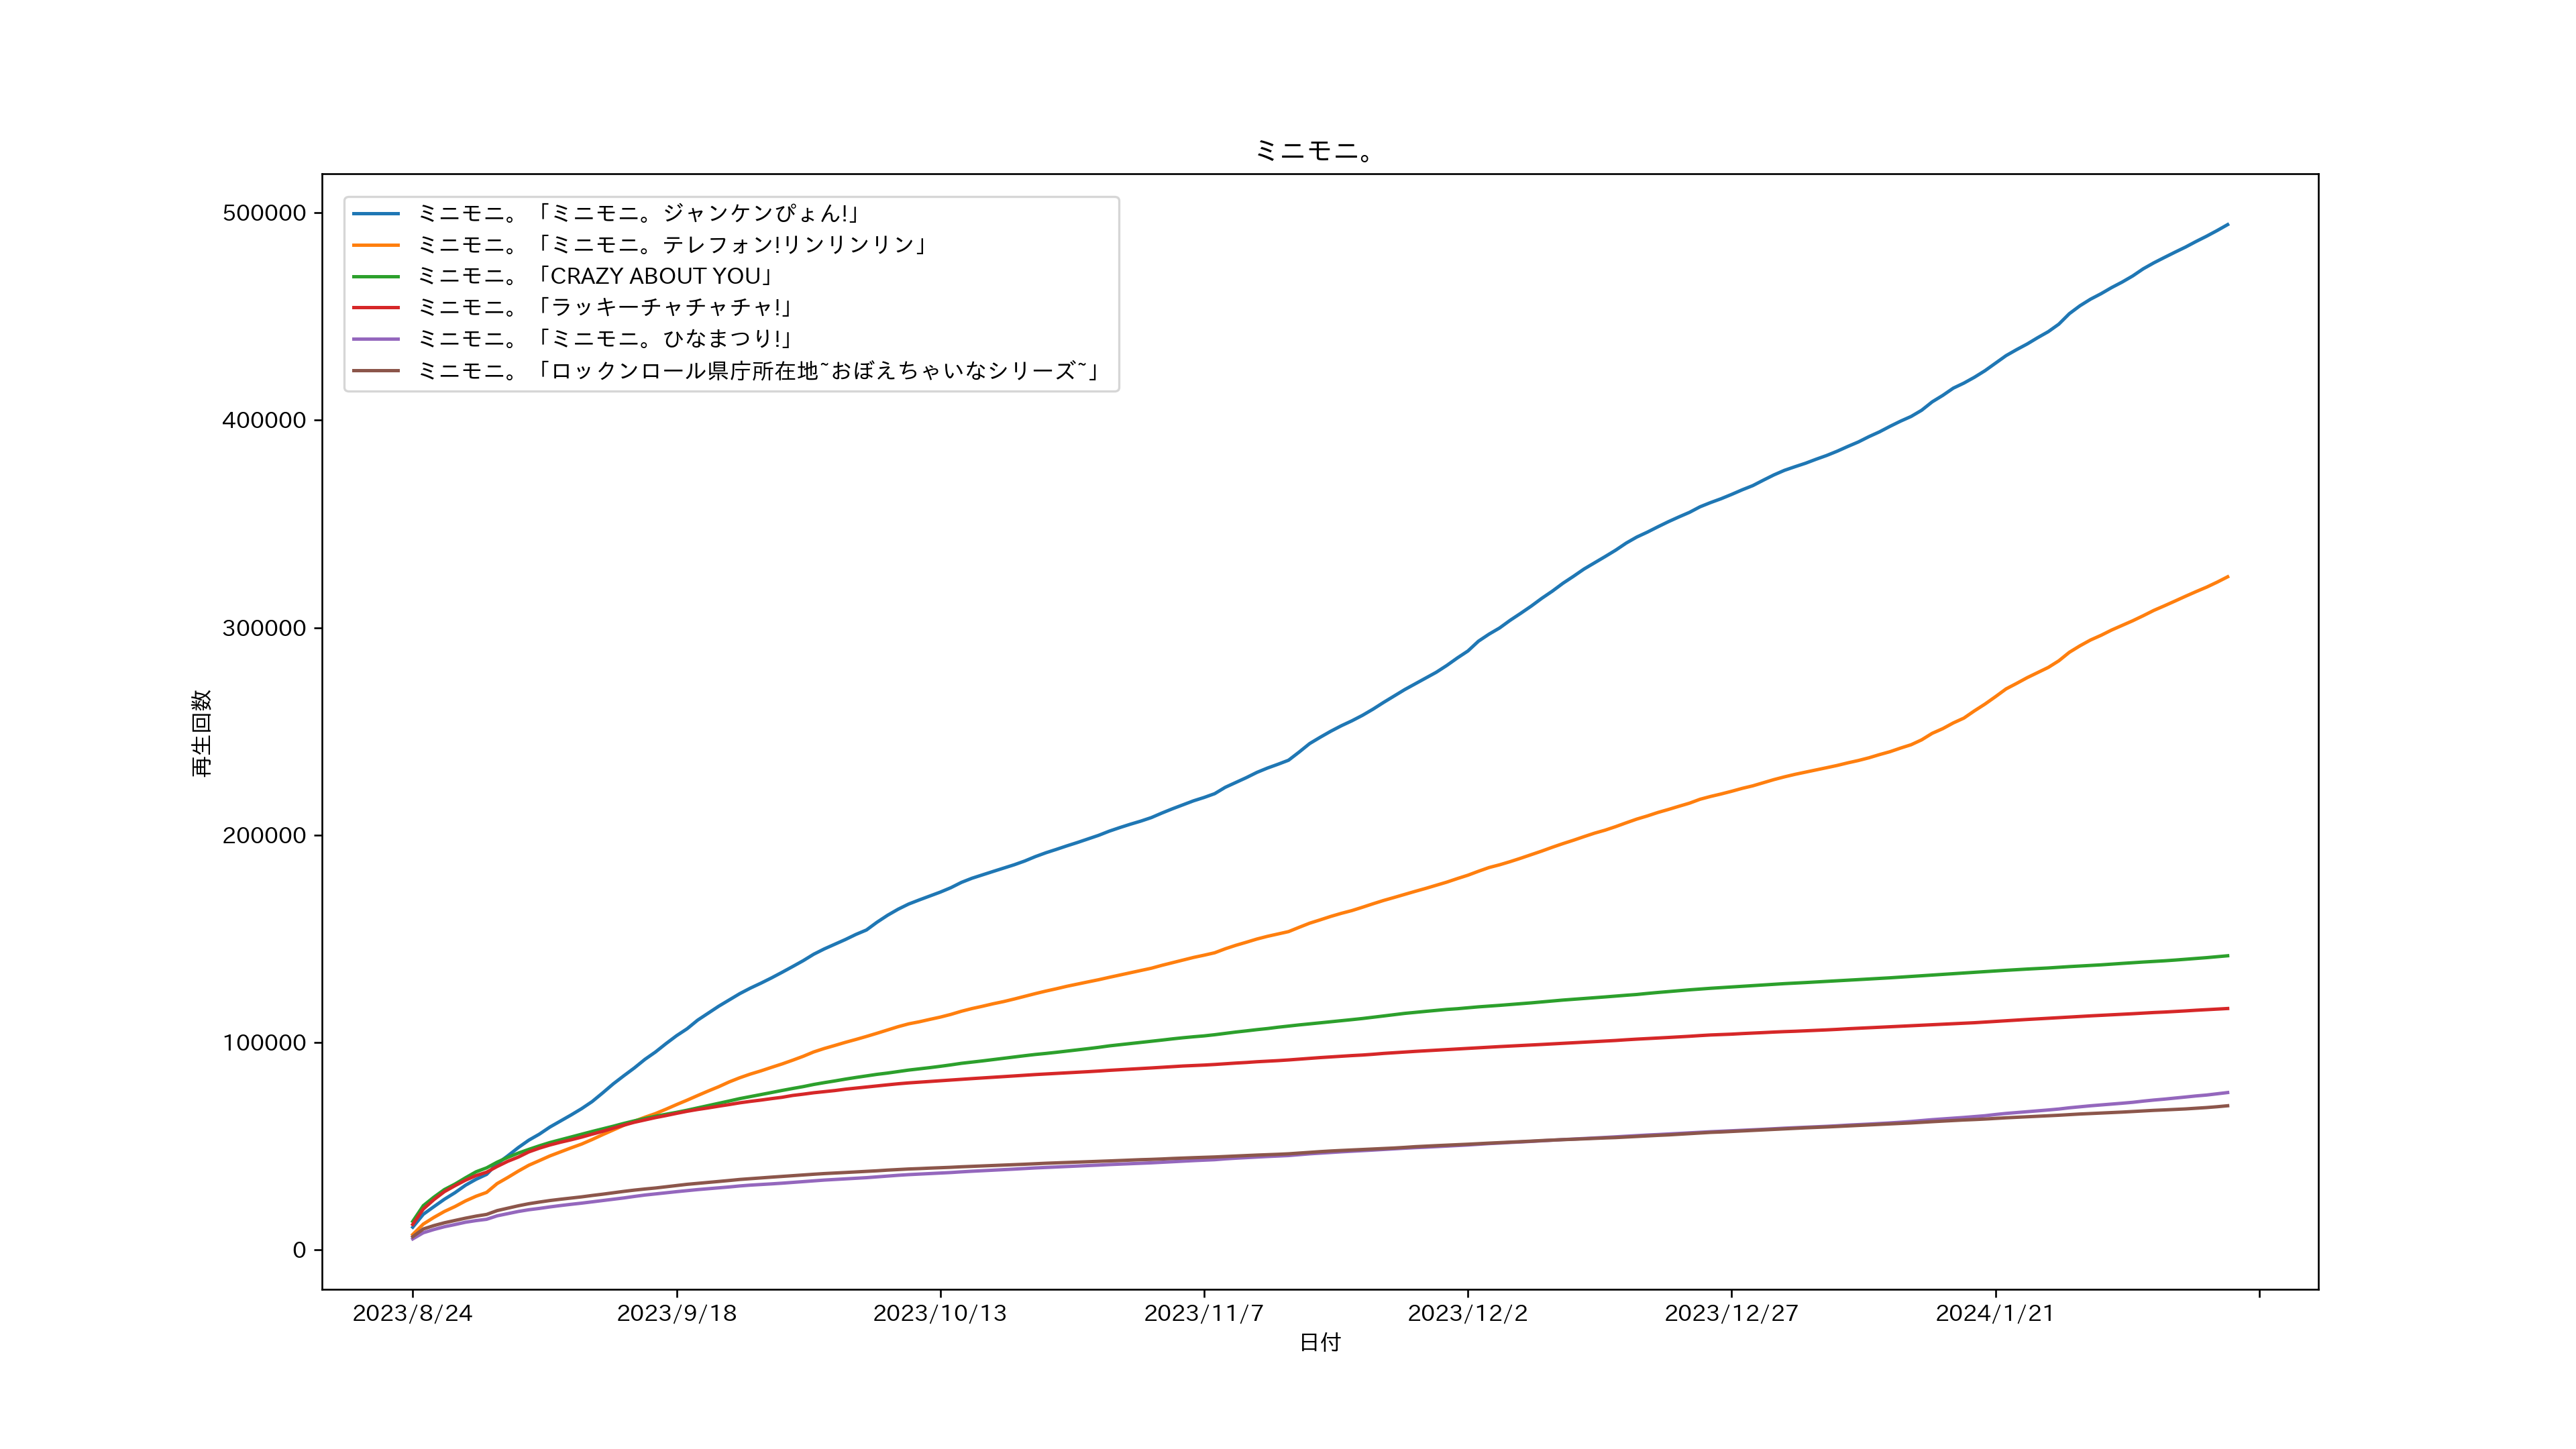 ミニモニ。
500000
400000
300000
200000
100000
0
再生回数
ミニモニ。「ミニモニ。ジャンケンぴょん!」
ミニモニ。「ミニモニ。テレフォン!リンリンリン」
ミニモニ。「CRAZY ABOUT YOU」
ミニモニ。「ラッキーチャチャチャ!」
ミニモニ。「ミニモニ。ひなまつり!」
ミニモニ。「ロックンロール県庁所在地~おぼえちゃいなシリーズ~」
2023/8/24
2023/9/18
2023/10/13
2023/11/7
2023/12/2
2023/12/27
2024/1/21
日付